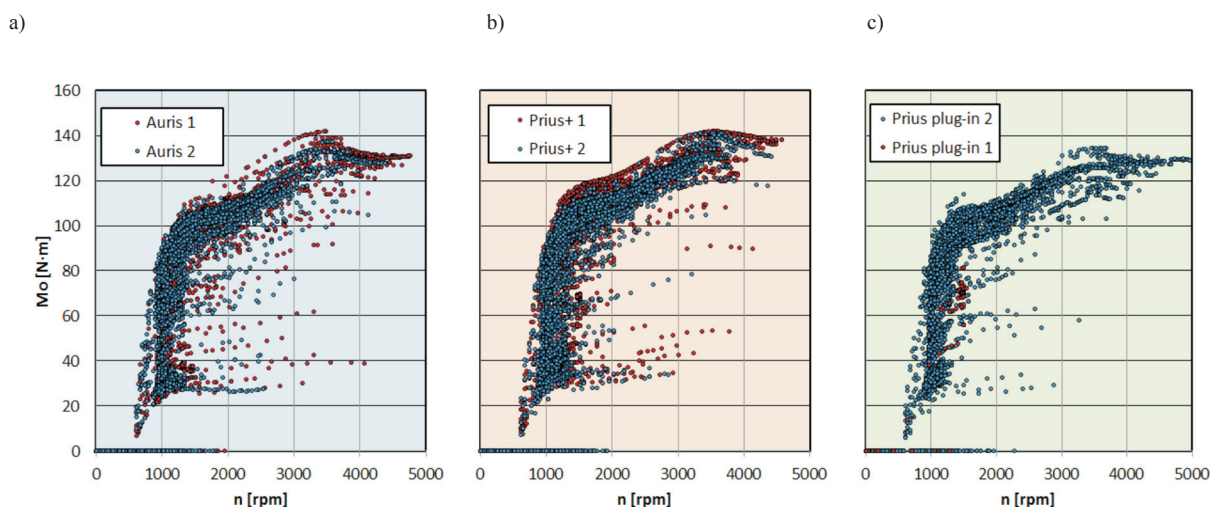 a)
b)
c)
Mo [N·m]
160
140
120
100
80
60
40
20
0
Auris 1
Auris 2
0 1000 2000 3000 4000 5000
n [rpm]
Prius+ 1
Prius+ 2
0 1000 2000 3000 4000 5000
n [rpm]
Prius plug-in 2
Prius plug-in 1
0 1000 2000 3000 4000 5000
n [rpm]